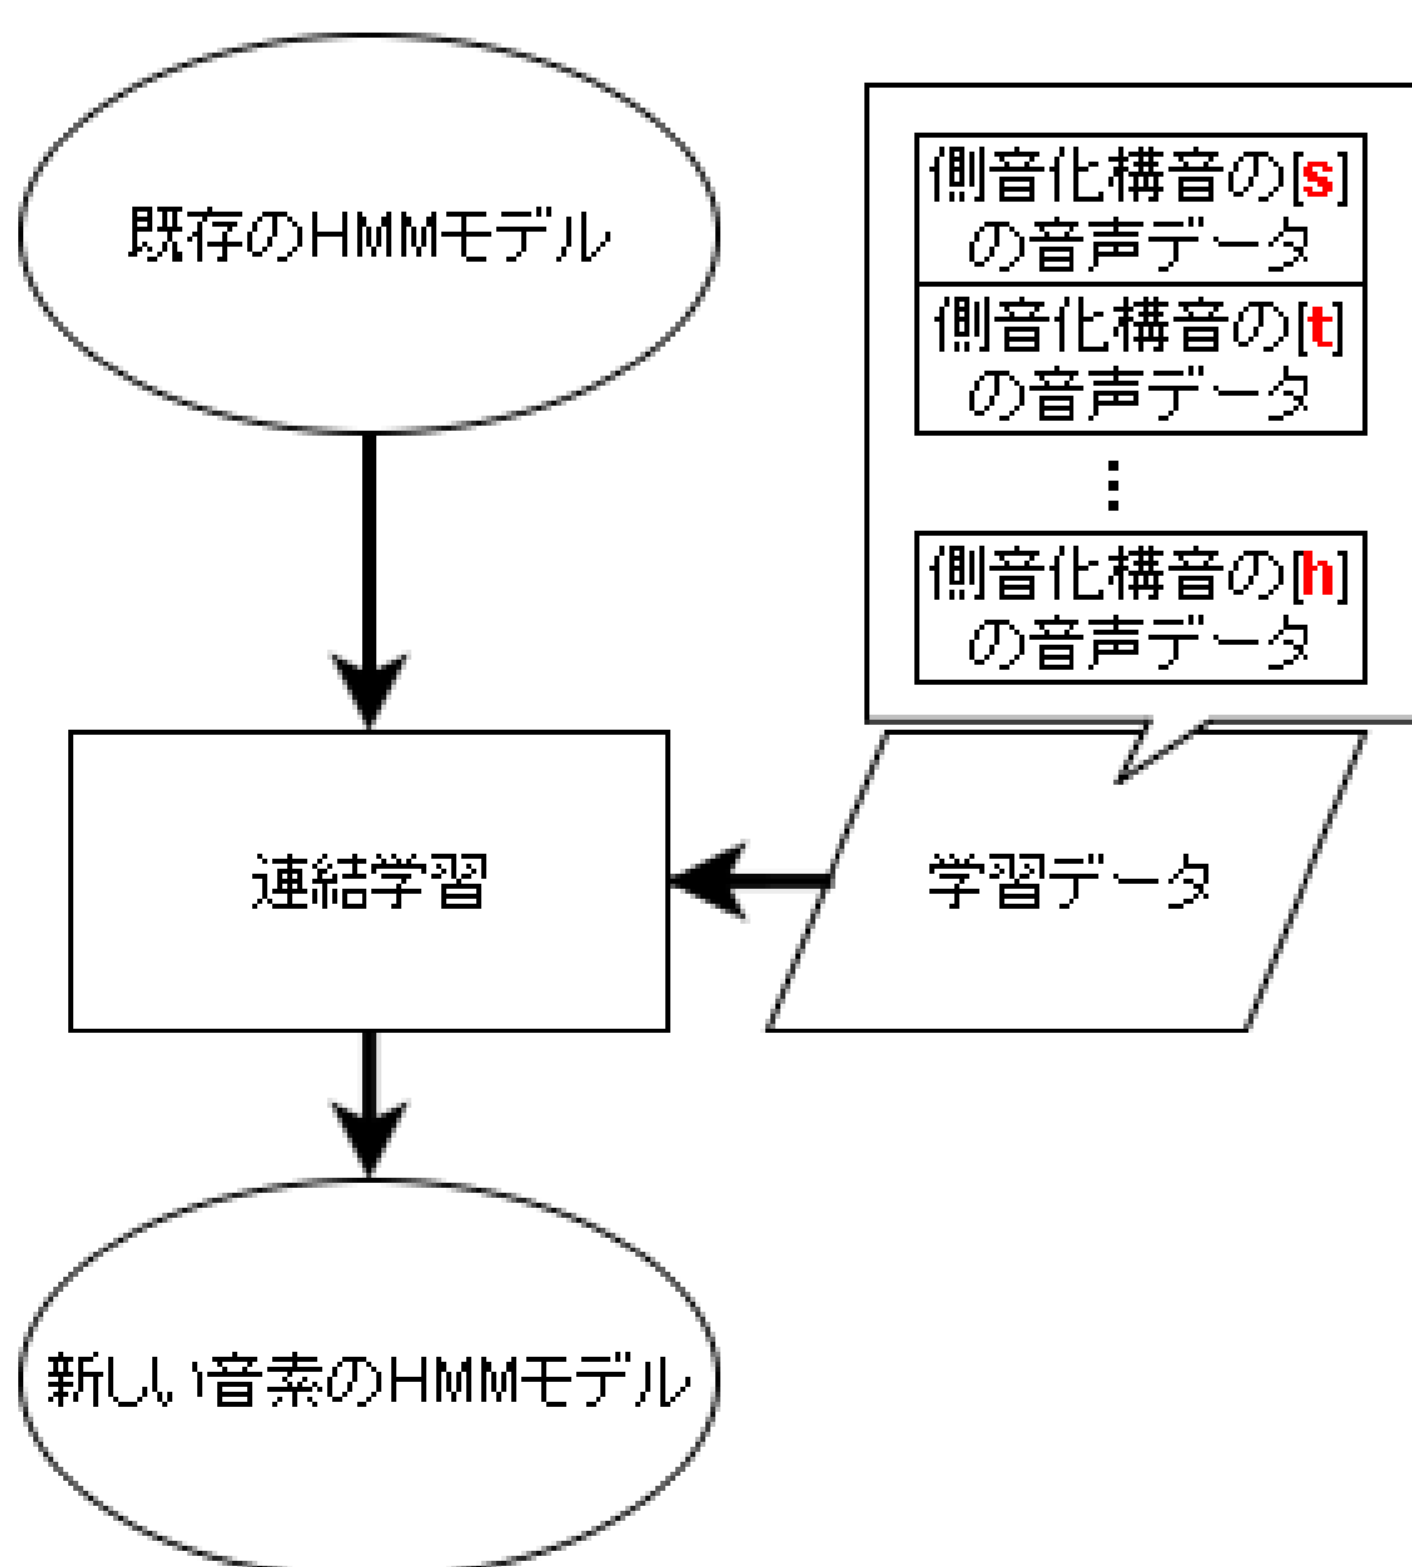 既存のHMMモデル
側音化構音の[s]
の音声データ
側音化構音の[t]
の音声データ
⋮
側音化構音の[h]
の音声データ
連結学習
学習データ
新しい音素のHMMモデル